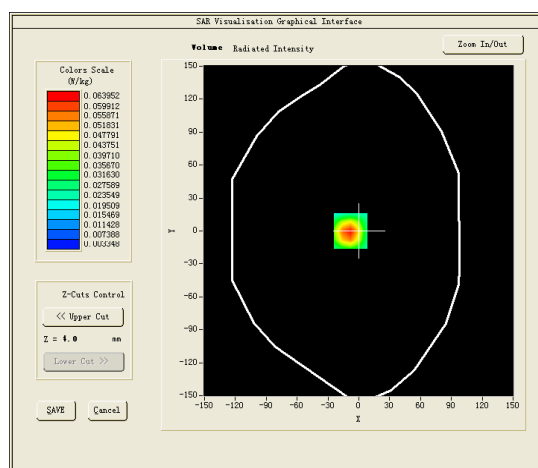 SAR Visualisation Graphical Interface
Volume Radiated Intensity
Zoom In/Out
Colors Scale
(W/kg)
0.063952
0.059912
0.055871
0.051831
0.047791
0.043751
0.039710
0.035670
0.031630
0.027589
0.023549
0.019509
0.015469
0.011428
0.007388
0.003348
Z-Cuts Control
<< Upper Cut
Z = 4.0 mm
Lower Cut >>
SAVE
Cancel
150
120
90
60
30
0
-30
-60
-90
-120
-150
Y
-150 -120 -90 -60 -30 0 30 60 90 120 150
X